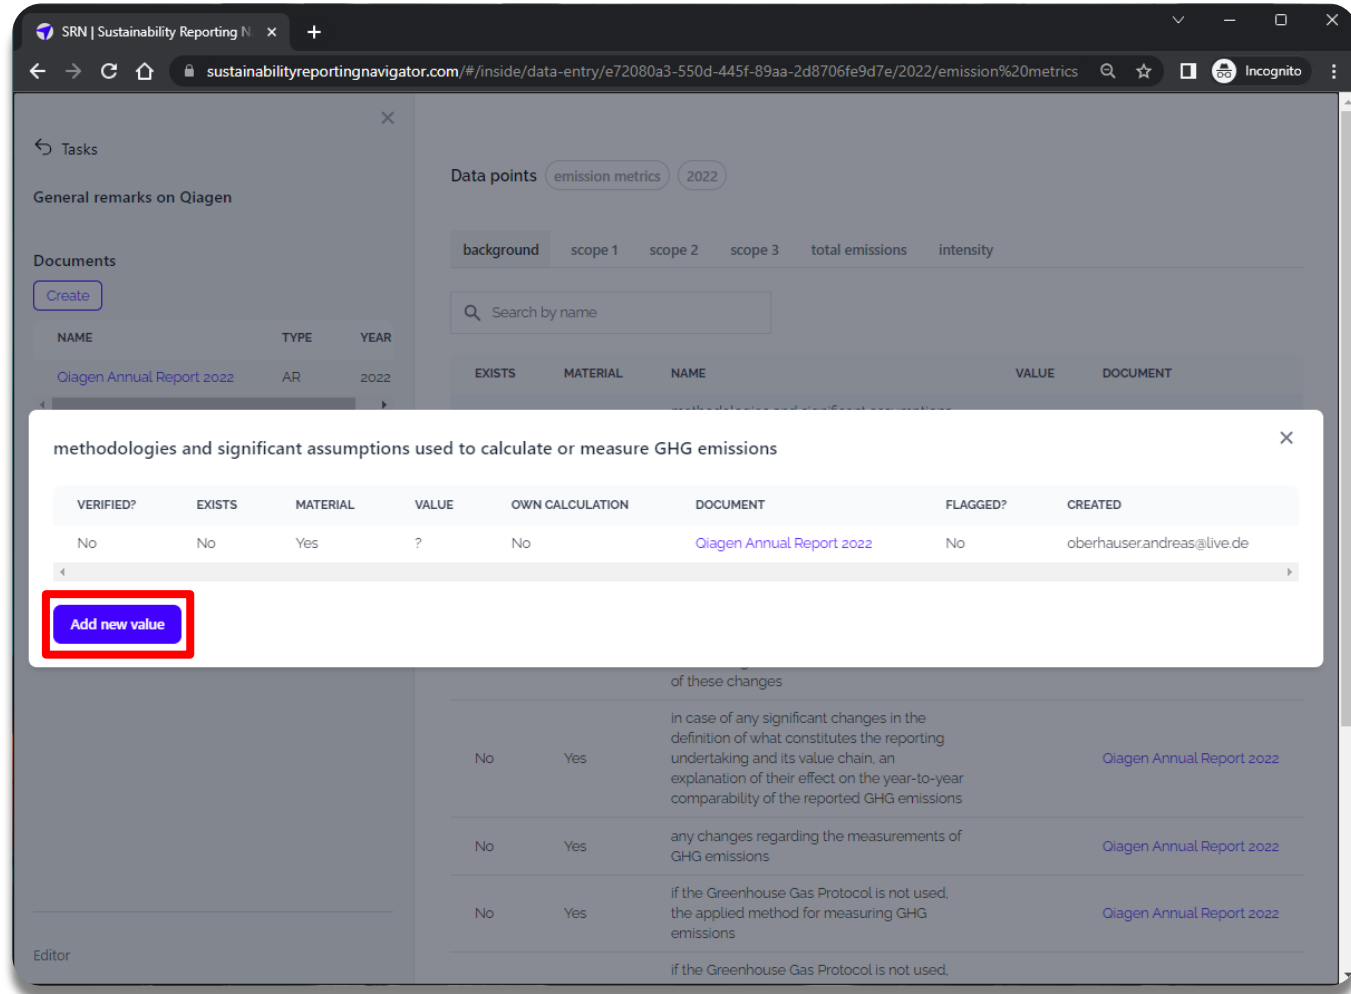 SRN | Sustainability Reporting N
sustainabilityreportingnavigator.com/#/inside/data-entry/e72080a3-550d-445f-89aa-2d8706fe9d7e/2022/emission%20metrics
Incognito
Tasks
General remarks on Qiagen
Documents
Create
NAME TYPE YEAR
Qiagen Annual Report 2022 AR 2022
Data points emission metrics 2022
background scope 1 scope 2 scope 3 total emissions intensity
Search by name
EXISTS MATERIAL NAME VALUE DOCUMENT
methodologies and significant assumptions
methodologies and significant assumptions used to calculate or measure GHG emissions
VERIFIED? EXISTS MATERIAL VALUE OWN CALCULATION DOCUMENT FLAGGED? CREATED
No No Yes ? No Qiagen Annual Report 2022 No oberhauser.andreas@live.de
Add new value
of these changes
in case of any significant changes in the
definition of what constitutes the reporting
No Yes undertaking and its value chain, an Qiagen Annual Report 2022
explanation of their effect on the year-to-year
comparability of the reported GHG emissions
any changes regarding the measurements of
No Yes GHG emissions Qiagen Annual Report 2022
if the Greenhouse Gas Protocol is not used,
No Yes the applied method for measuring GHG Qiagen Annual Report 2022
emissions
Editor
if the Greenhouse Gas Protocol is not used,